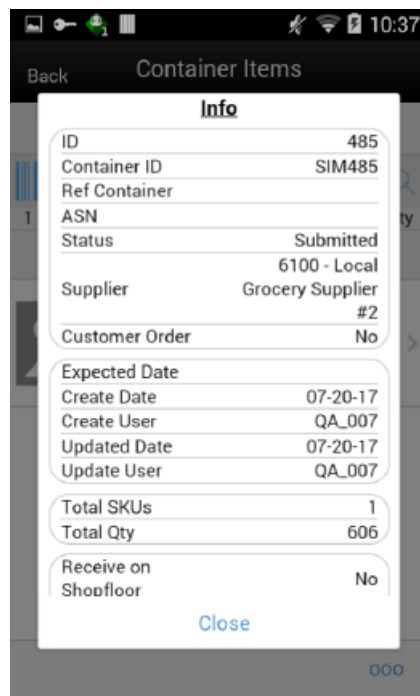 10:37
Back Container Items
Info
ID 485
Container ID SIM485
Ref Container
ASN
Status Submitted
6100 - Local
Supplier Grocery Supplier
#2
Customer Order No
1 ty
Expected Date
Create Date 07-20-17
Create User QA_007
Updated Date 07-20-17
Update User QA_007
Total SKUs 1
Total Qty 606
Receive on
Shopfloor No
Close